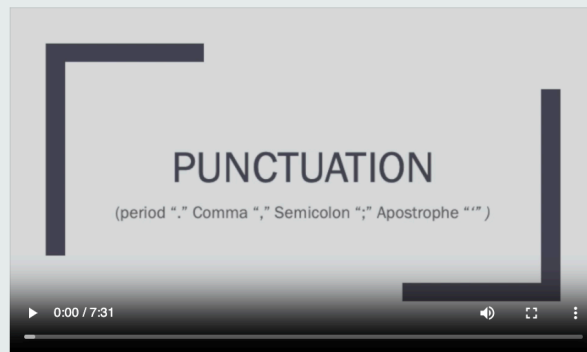 PUNCTUATION
(period “.” Comma “,” Semicolon “;” Apostrophe “‘” )
0:00 / 7:31